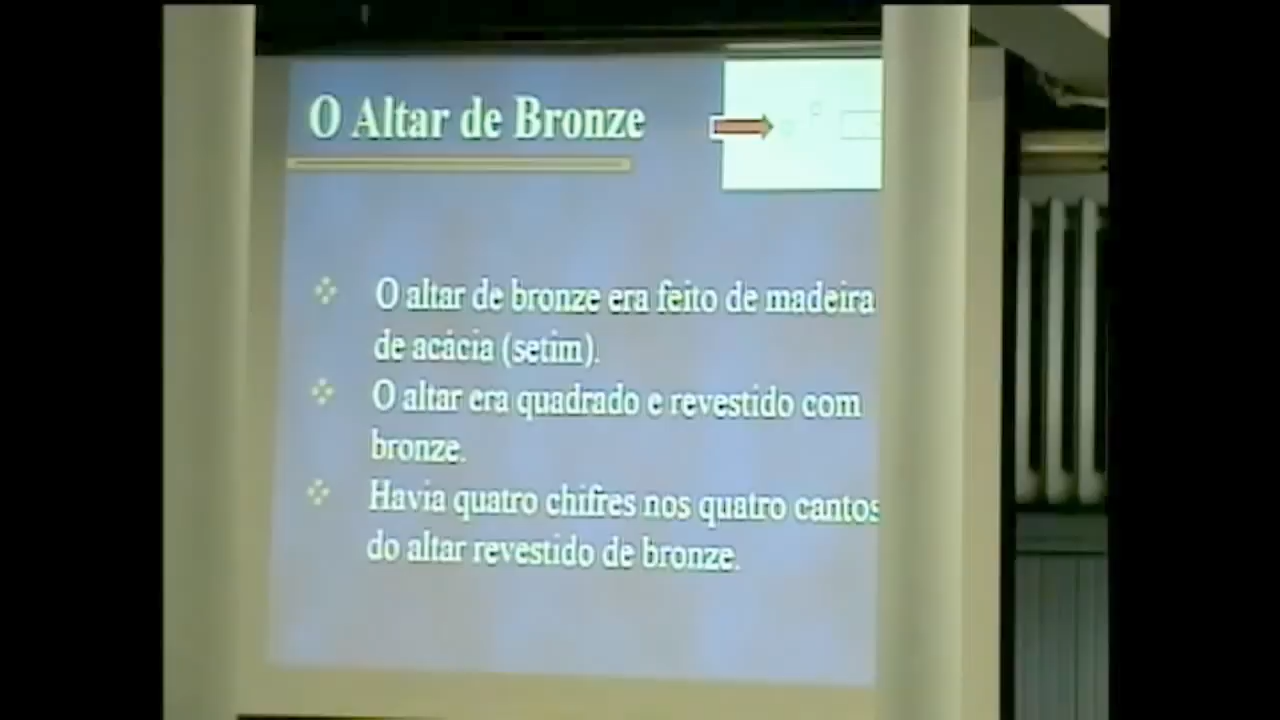 O Altar de Bronze
O altar de bronze era feito de madeira
de acácia (setim).
O altar era quadrado e revestido com
bronze.
Havia quatro chifres nos quatro cantos
do altar revestido de bronze.